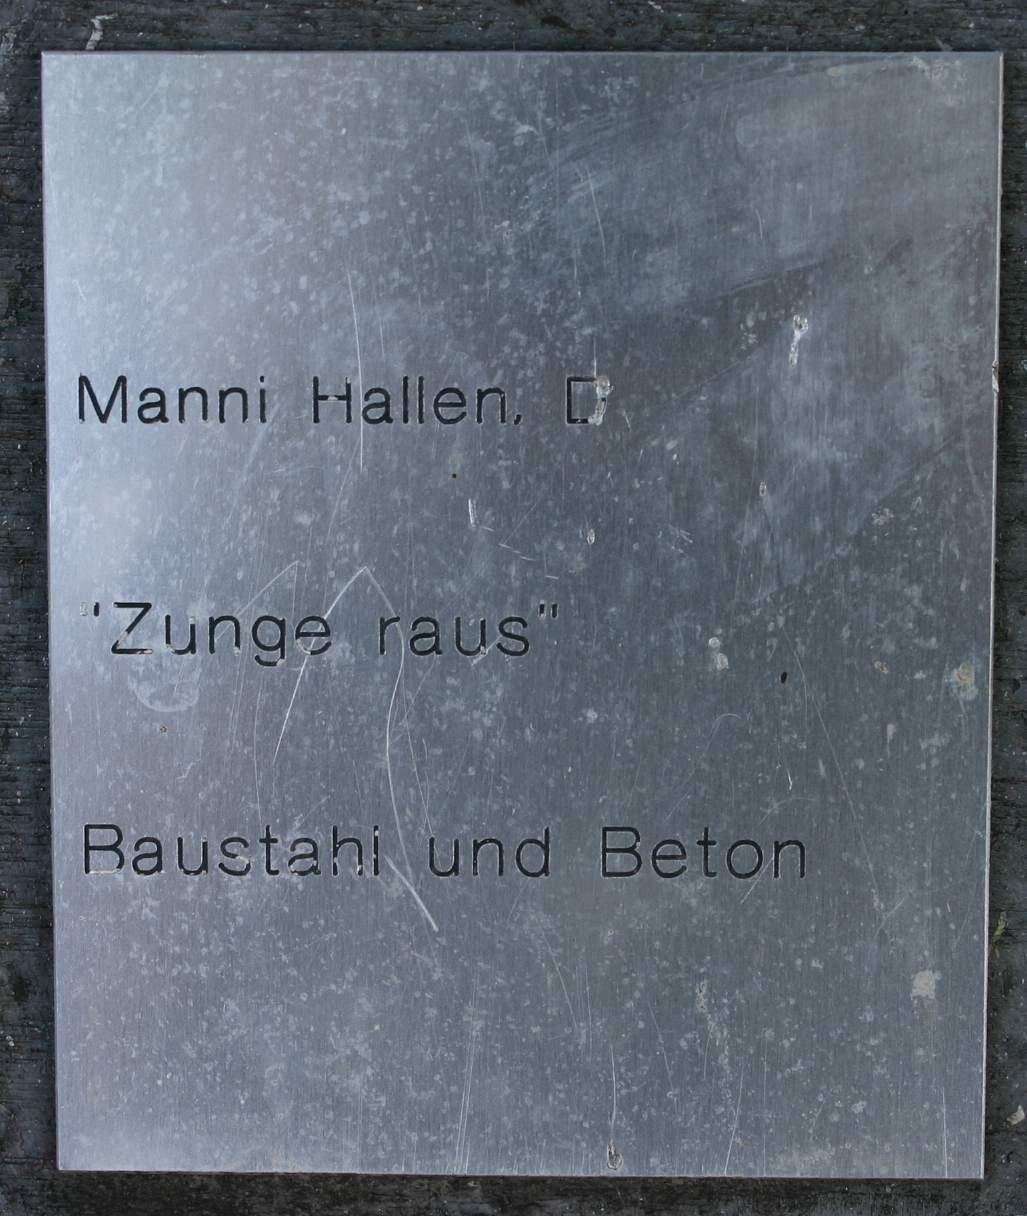 Manni Hallen, D
"Zunge raus"
Baustahl und Beton